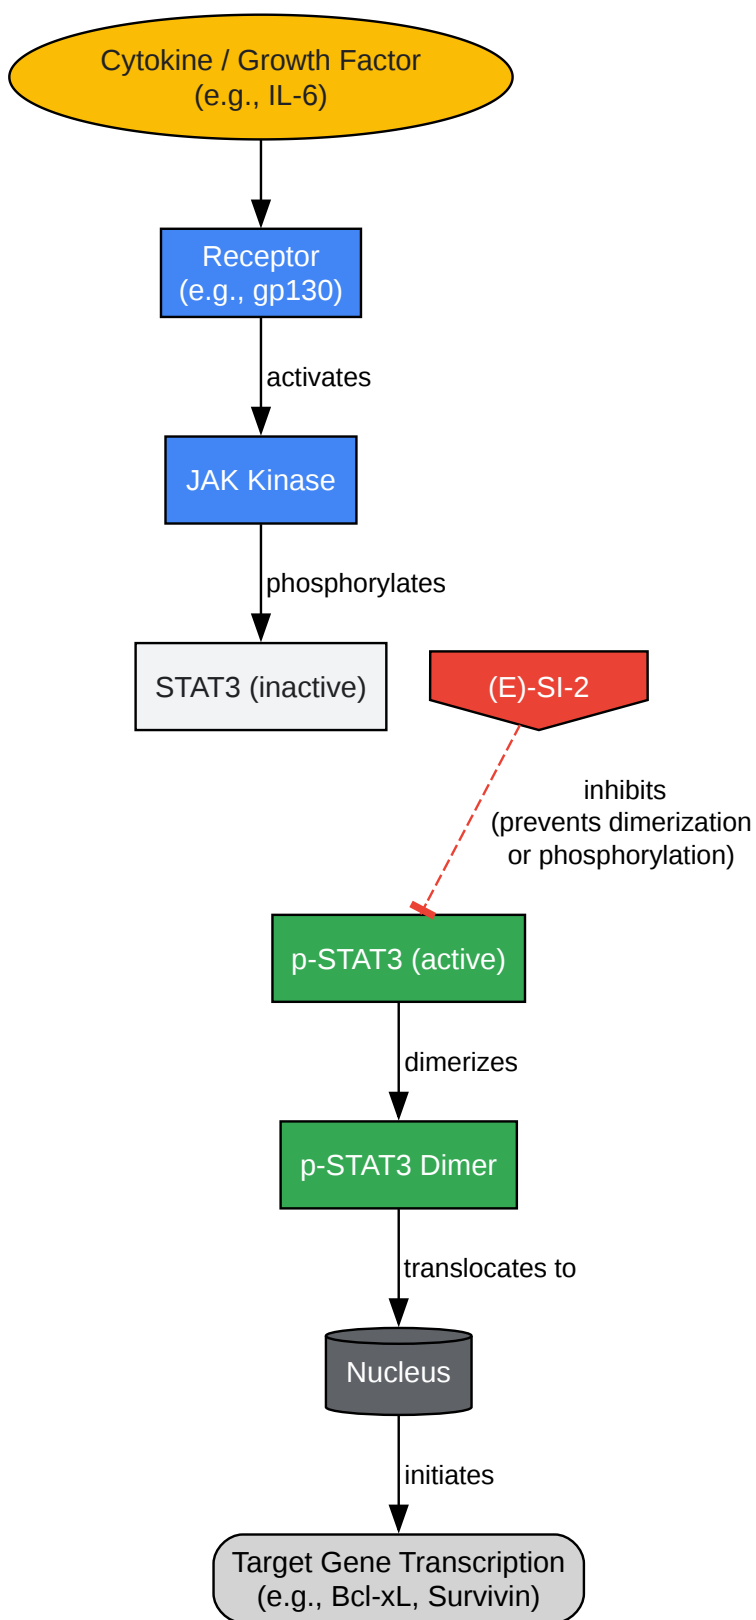 Cytokine / Growth Factor
(e.g., IL-6)
Receptor
(e.g., gp130)
activates
JAK Kinase
phosphorylates
STAT3 (inactive)
(E)-SI-2
inhibits
(prevents dimerization
or phosphorylation)
p-STAT3 (active)
dimerizes
p-STAT3 Dimer
translocates to
Nucleus
initiates
Target Gene Transcription
(e.g., Bcl-xL, Survivin)